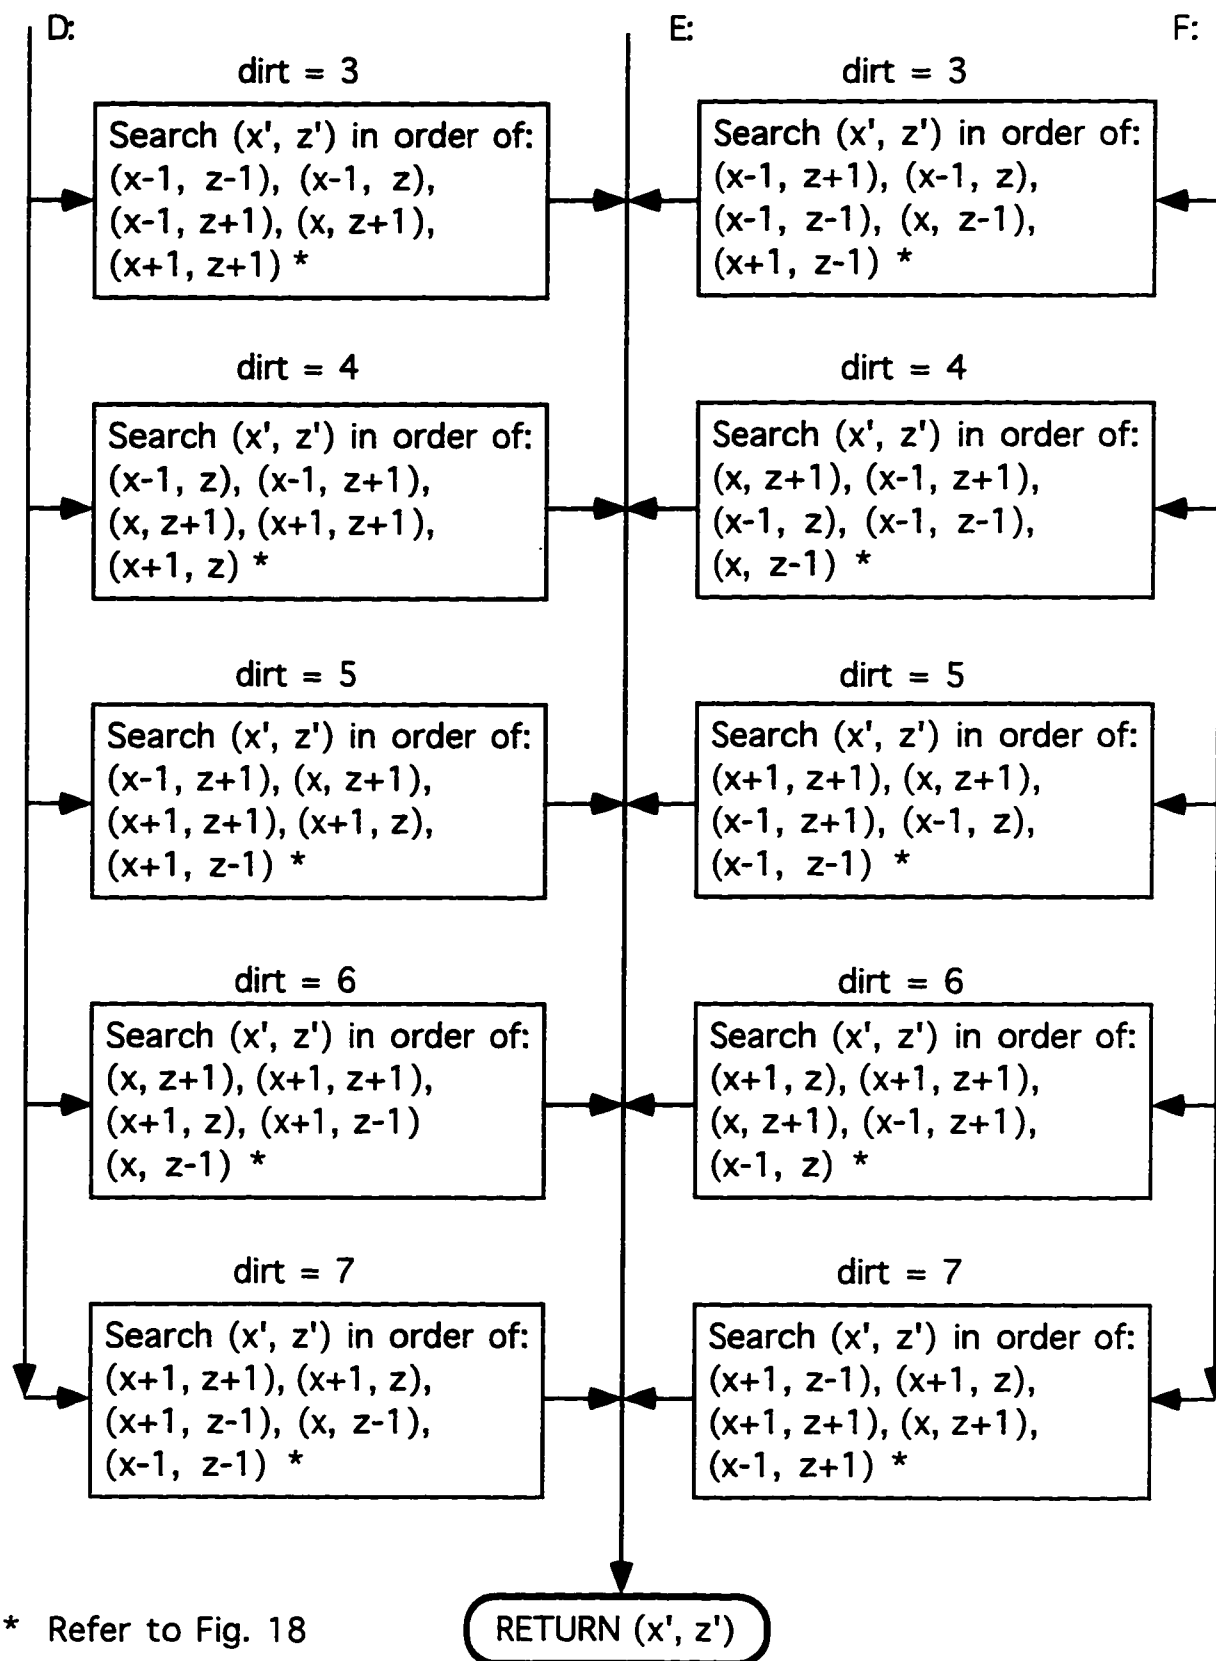 D:
E:
F:
dirt = 3
Search (x', z') in order of:
(x-1, z-1), (x-1, z),
(x-1, z+1), (x, z+1),
(x+1, z+1) *
dirt = 3
Search (x', z') in order of:
(x-1, z+1), (x-1, z),
(x-1, z-1), (x, z-1),
(x+1, z-1) *
dirt = 4
Search (x', z') in order of:
(x-1, z), (x-1, z+1),
(x, z+1), (x+1, z+1),
(x+1, z) *
dirt = 4
Search (x', z') in order of:
(x, z+1), (x-1, z+1),
(x-1, z), (x-1, z-1),
(x, z-1) *
dirt = 5
Search (x', z') in order of:
(x-1, z+1), (x, z+1),
(x+1, z+1), (x+1, z),
(x+1, z-1) *
dirt = 5
Search (x', z') in order of:
(x+1, z+1), (x, z+1),
(x-1, z+1), (x-1, z),
(x-1, z-1) *
dirt = 6
Search (x', z') in order of:
(x, z+1), (x+1, z+1),
(x+1, z), (x+1, z-1)
(x, z-1) *
dirt = 6
Search (x', z') in order of:
(x+1, z), (x+1, z+1),
(x, z+1), (x-1, z+1),
(x-1, z) *
dirt = 7
Search (x', z') in order of:
(x+1, z+1), (x+1, z),
(x+1, z-1), (x, z-1),
(x-1, z-1) *
dirt = 7
Search (x', z') in order of:
(x+1, z-1), (x+1, z),
(x+1, z+1), (x, z+1),
(x-1, z+1) *
* Refer to Fig. 18
RETURN (x', z')